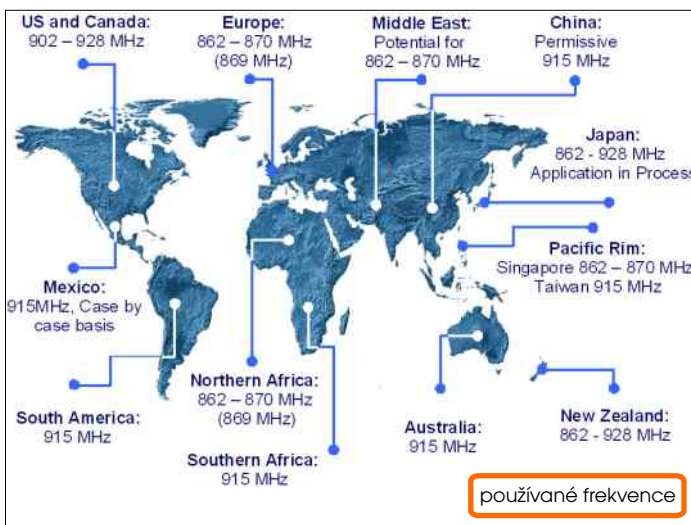 US and Canada:
902 – 928 MHz
Europe:
862 – 870 MHz
(869 MHz)
Middle East:
Potential for
862 – 870 MHz
China:
Permissive
915 MHz
Japan:
862 - 928 MHz
Application in Process
Pacific Rim:
Singapore 862 – 870 MHz
Taiwan 915 MHz
Mexico:
915MHz, Case by
case basis
South America:
915 MHz
Northern Africa:
862 – 870 MHz
(869 MHz)
Southern Africa:
915 MHz
Australia:
915 MHz
New Zealand:
862 - 928 MHz
používané frekvence